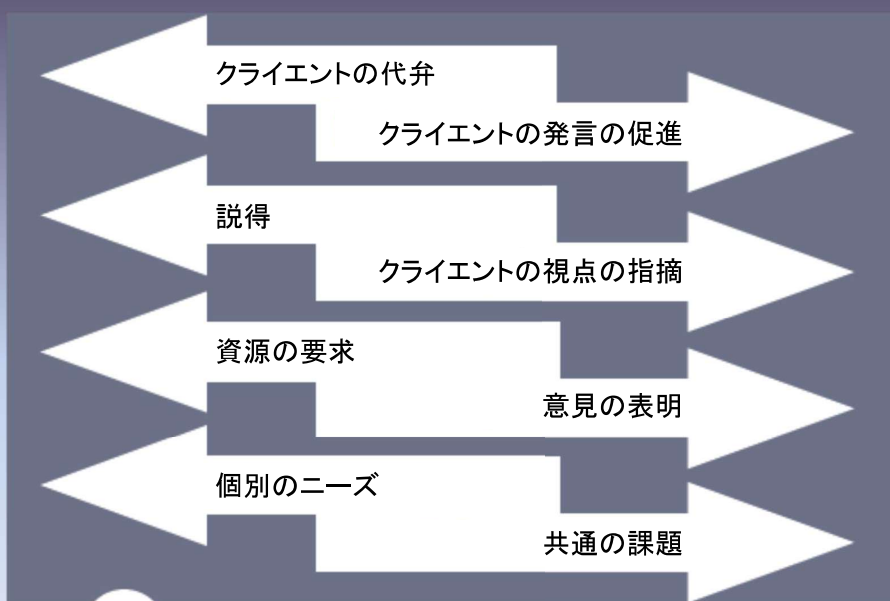 クライエントの代弁
クライエントの発言の促進
説得
クライエントの視点の指摘
資源の要求
意見の表明
個別のニーズ
共通の課題